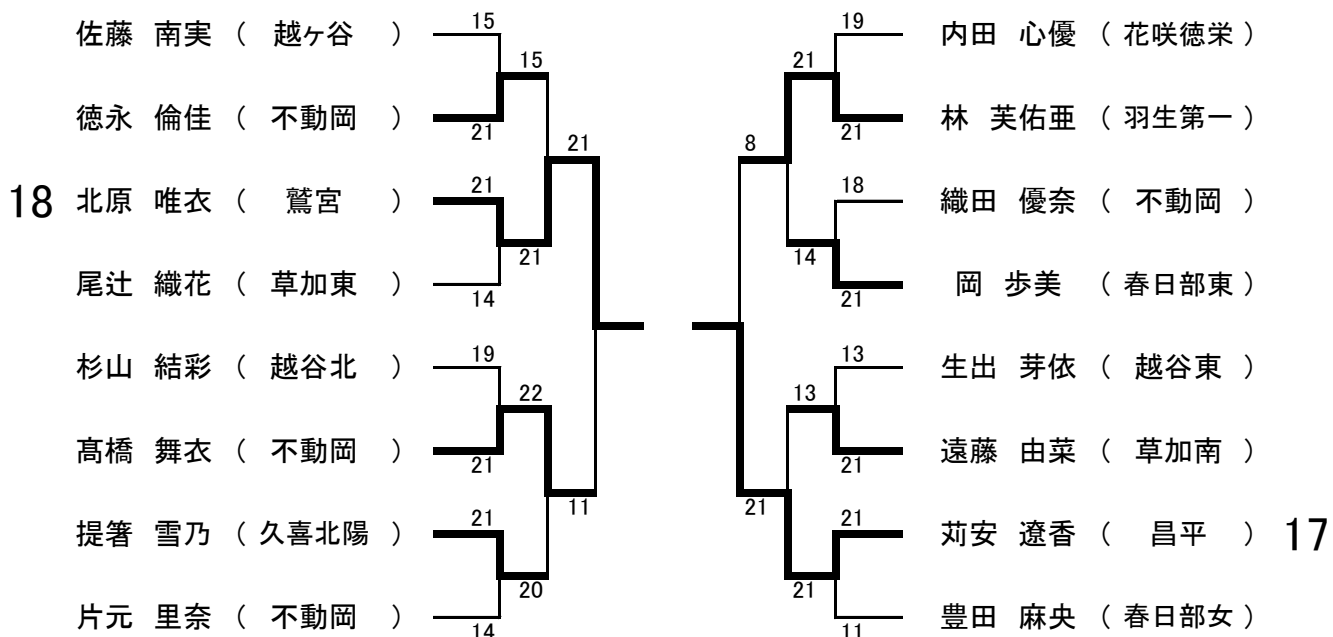 佐藤 南実 ( 越ヶ谷 ) 15
15
徳永 倫佳 ( 不動岡 ) 21
21
18 北原 唯衣 ( 鷲宮 ) 21
21
尾辻 織花 ( 草加東 ) 14
杉山 結彩 ( 越谷北 ) 19
22
髙橋 舞衣 ( 不動岡 ) 21
11
提箸 雪乃 ( 久喜北陽 ) 21
20
片元 里奈 ( 不動岡 ) 14
19 内田 心優 ( 花咲徳栄 )
21
21 林 芙佑亜 ( 羽生第一 )
8
18 織田 優奈 ( 不動岡 )
14
21 岡 歩美 ( 春日部東 )
13 生出 芽依 ( 越谷東 )
13
21 遠藤 由菜 ( 草加南 )
21
21 苅安 遼香 ( 昌平 ) 17
21
11 豊田 麻央 ( 春日部女 )